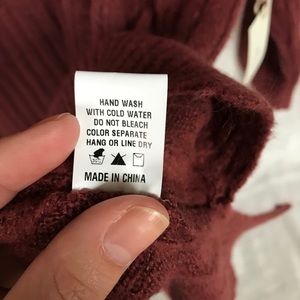 HAND WASH
WITH COLD WATER
DO NOT BLEACH
COLOR SEPARATE
HANG OR LINE DRY
MADE IN CHINA